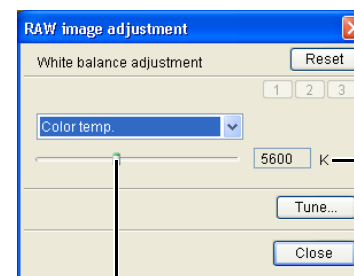 RAW image adjustment
White balance adjustment Reset
1 2 3
Color temp.
5600 K
Tune...
Close